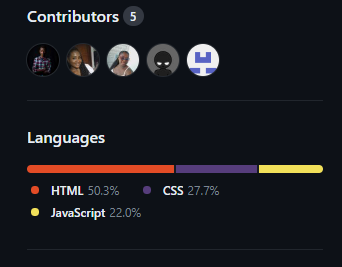 Contributors 5
Languages
HTML 50.3% CSS 27.7%
JavaScript 22.0%